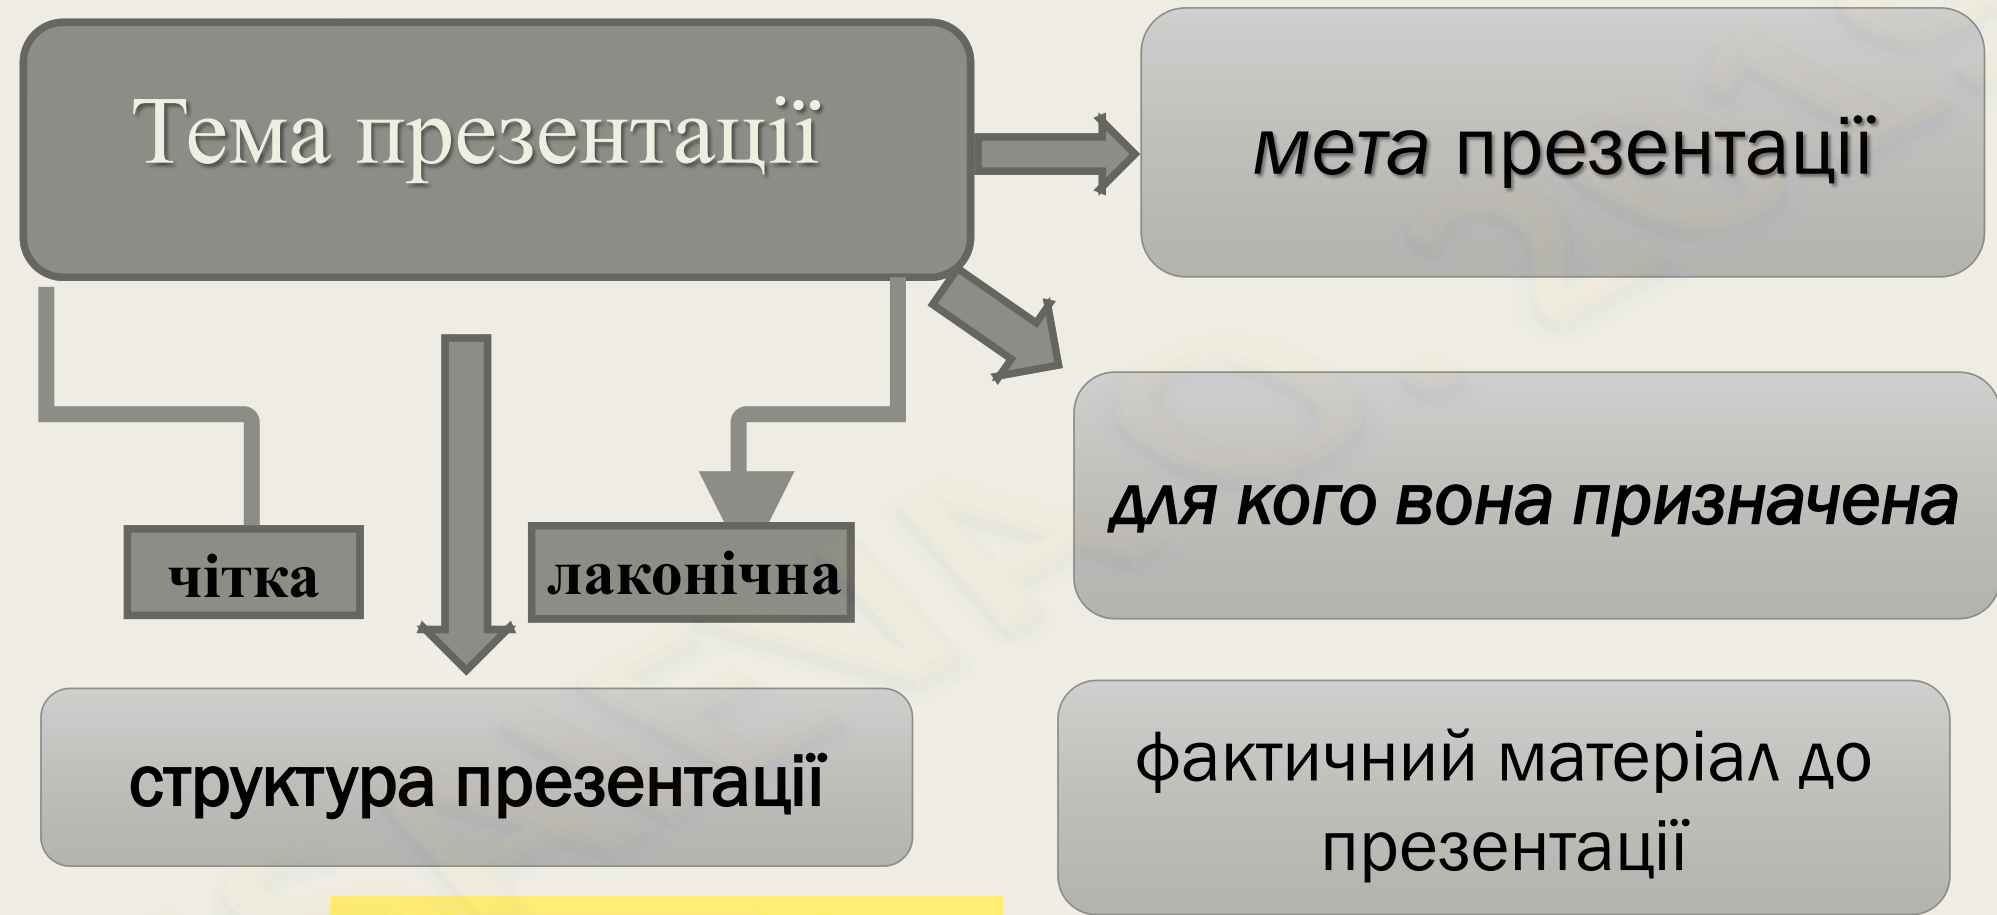 Тема презентації
мета презентації
для кого вона призначена
чітка
лаконічна
структура презентації
фактичний матеріал до
презентації